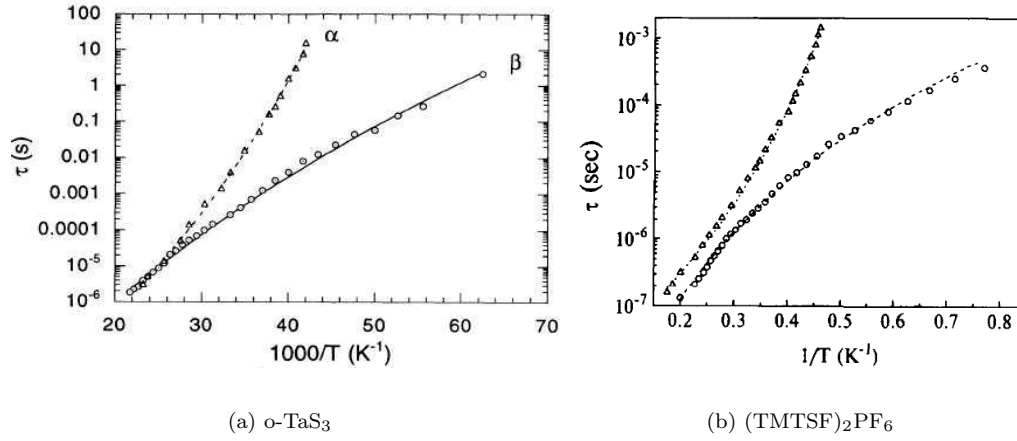 100
10
1
0.1
0.01
0.001
0.0001
10⁻⁵
10⁻⁶
τ (s)
α
β
20 30 40 50 60 70
1000/T (K⁻¹)
10⁻³
10⁻⁴
10⁻⁵
10⁻⁶
10⁻⁷
τ (sec)
0.2 0.3 0.4 0.5 0.6 0.7 0.8
1/T (K⁻¹)
(a) o-TaS₃
(b) (TMTSF)₂PF₆